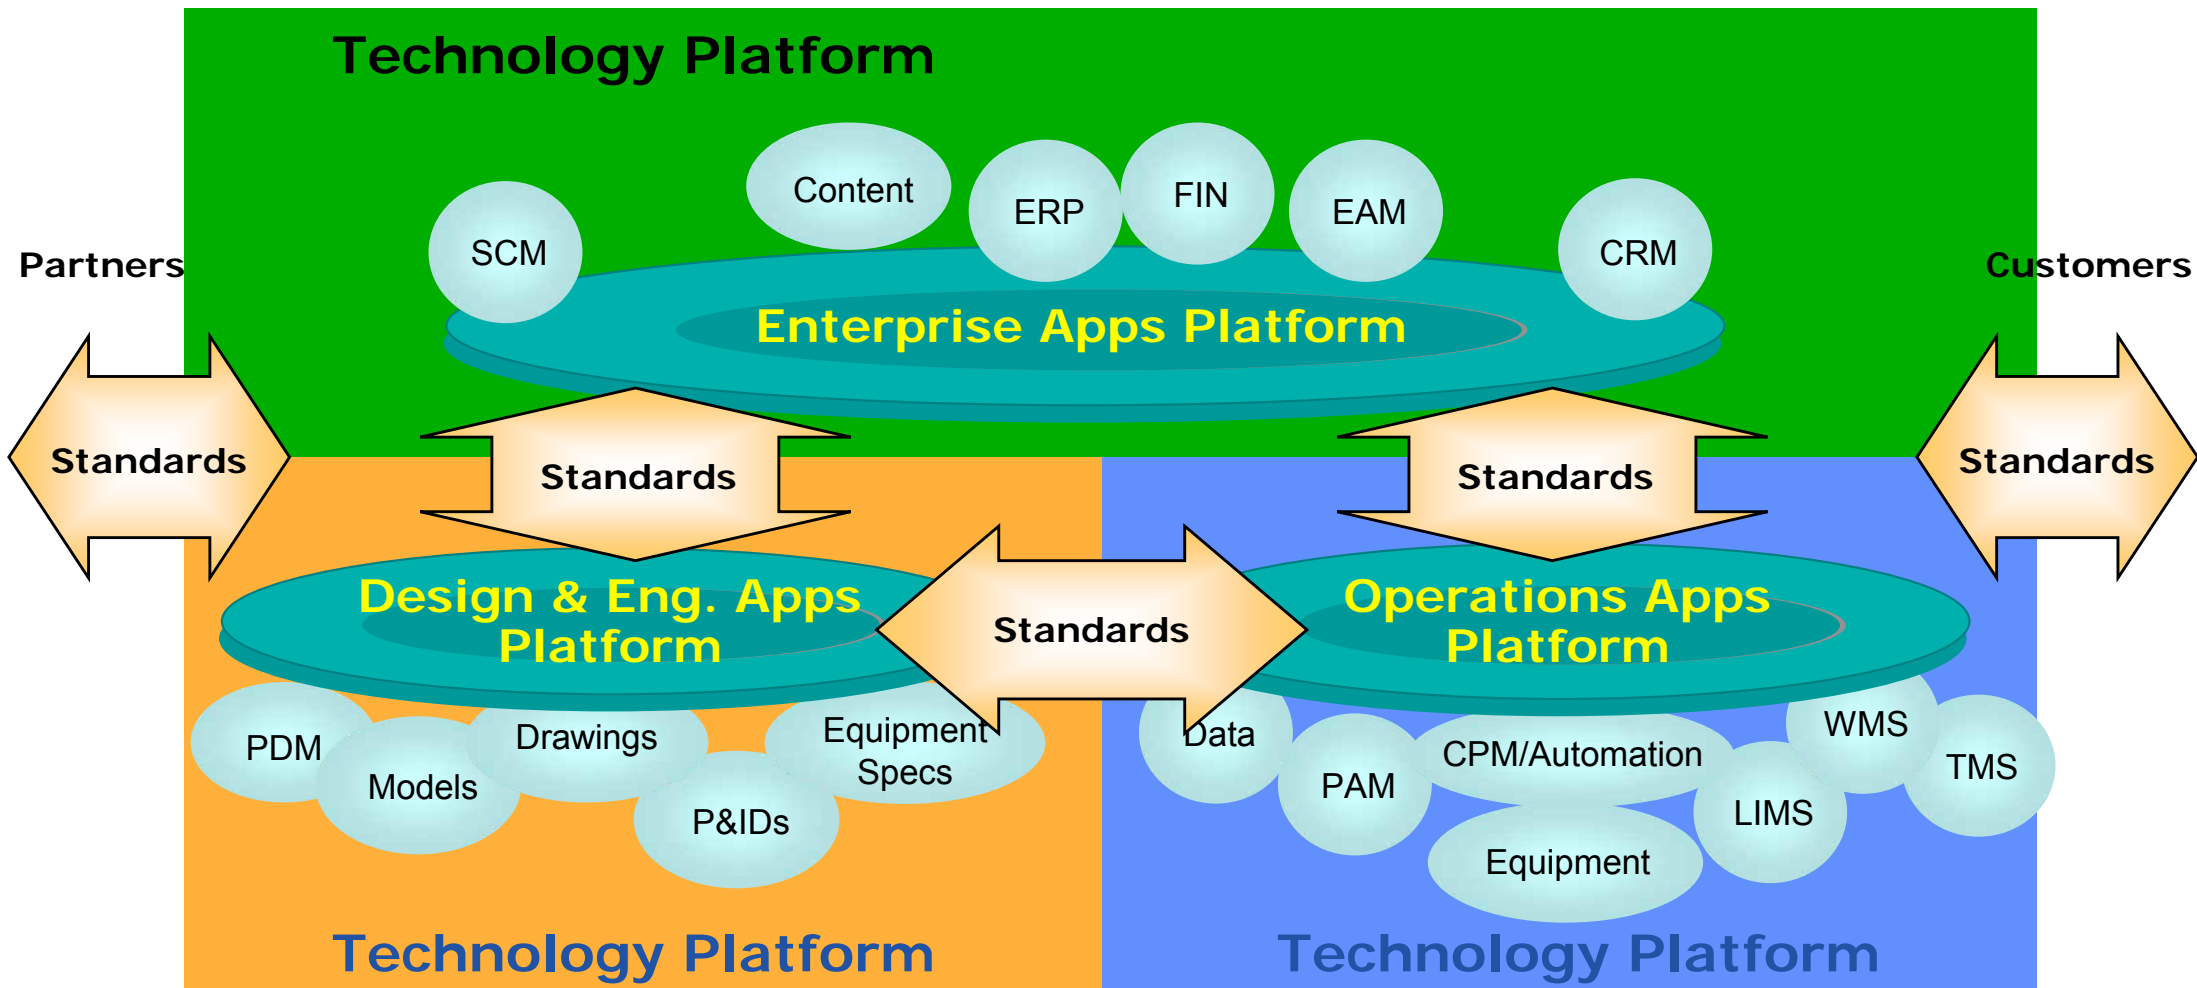 Technology Platform
Content
ERP
FIN
EAM
SCM
CRM
Partners
Customers
Enterprise Apps Platform
Standards
Standards
Standards
Standards
Design & Eng. Apps
Platform
Standards
Operations Apps
Platform
PDM
Models
Drawings
P&IDs
Equipment
Specs
Data
PAM
CPM/Automation
Equipment
LIMS
WMS
TMS
Technology Platform
Technology Platform